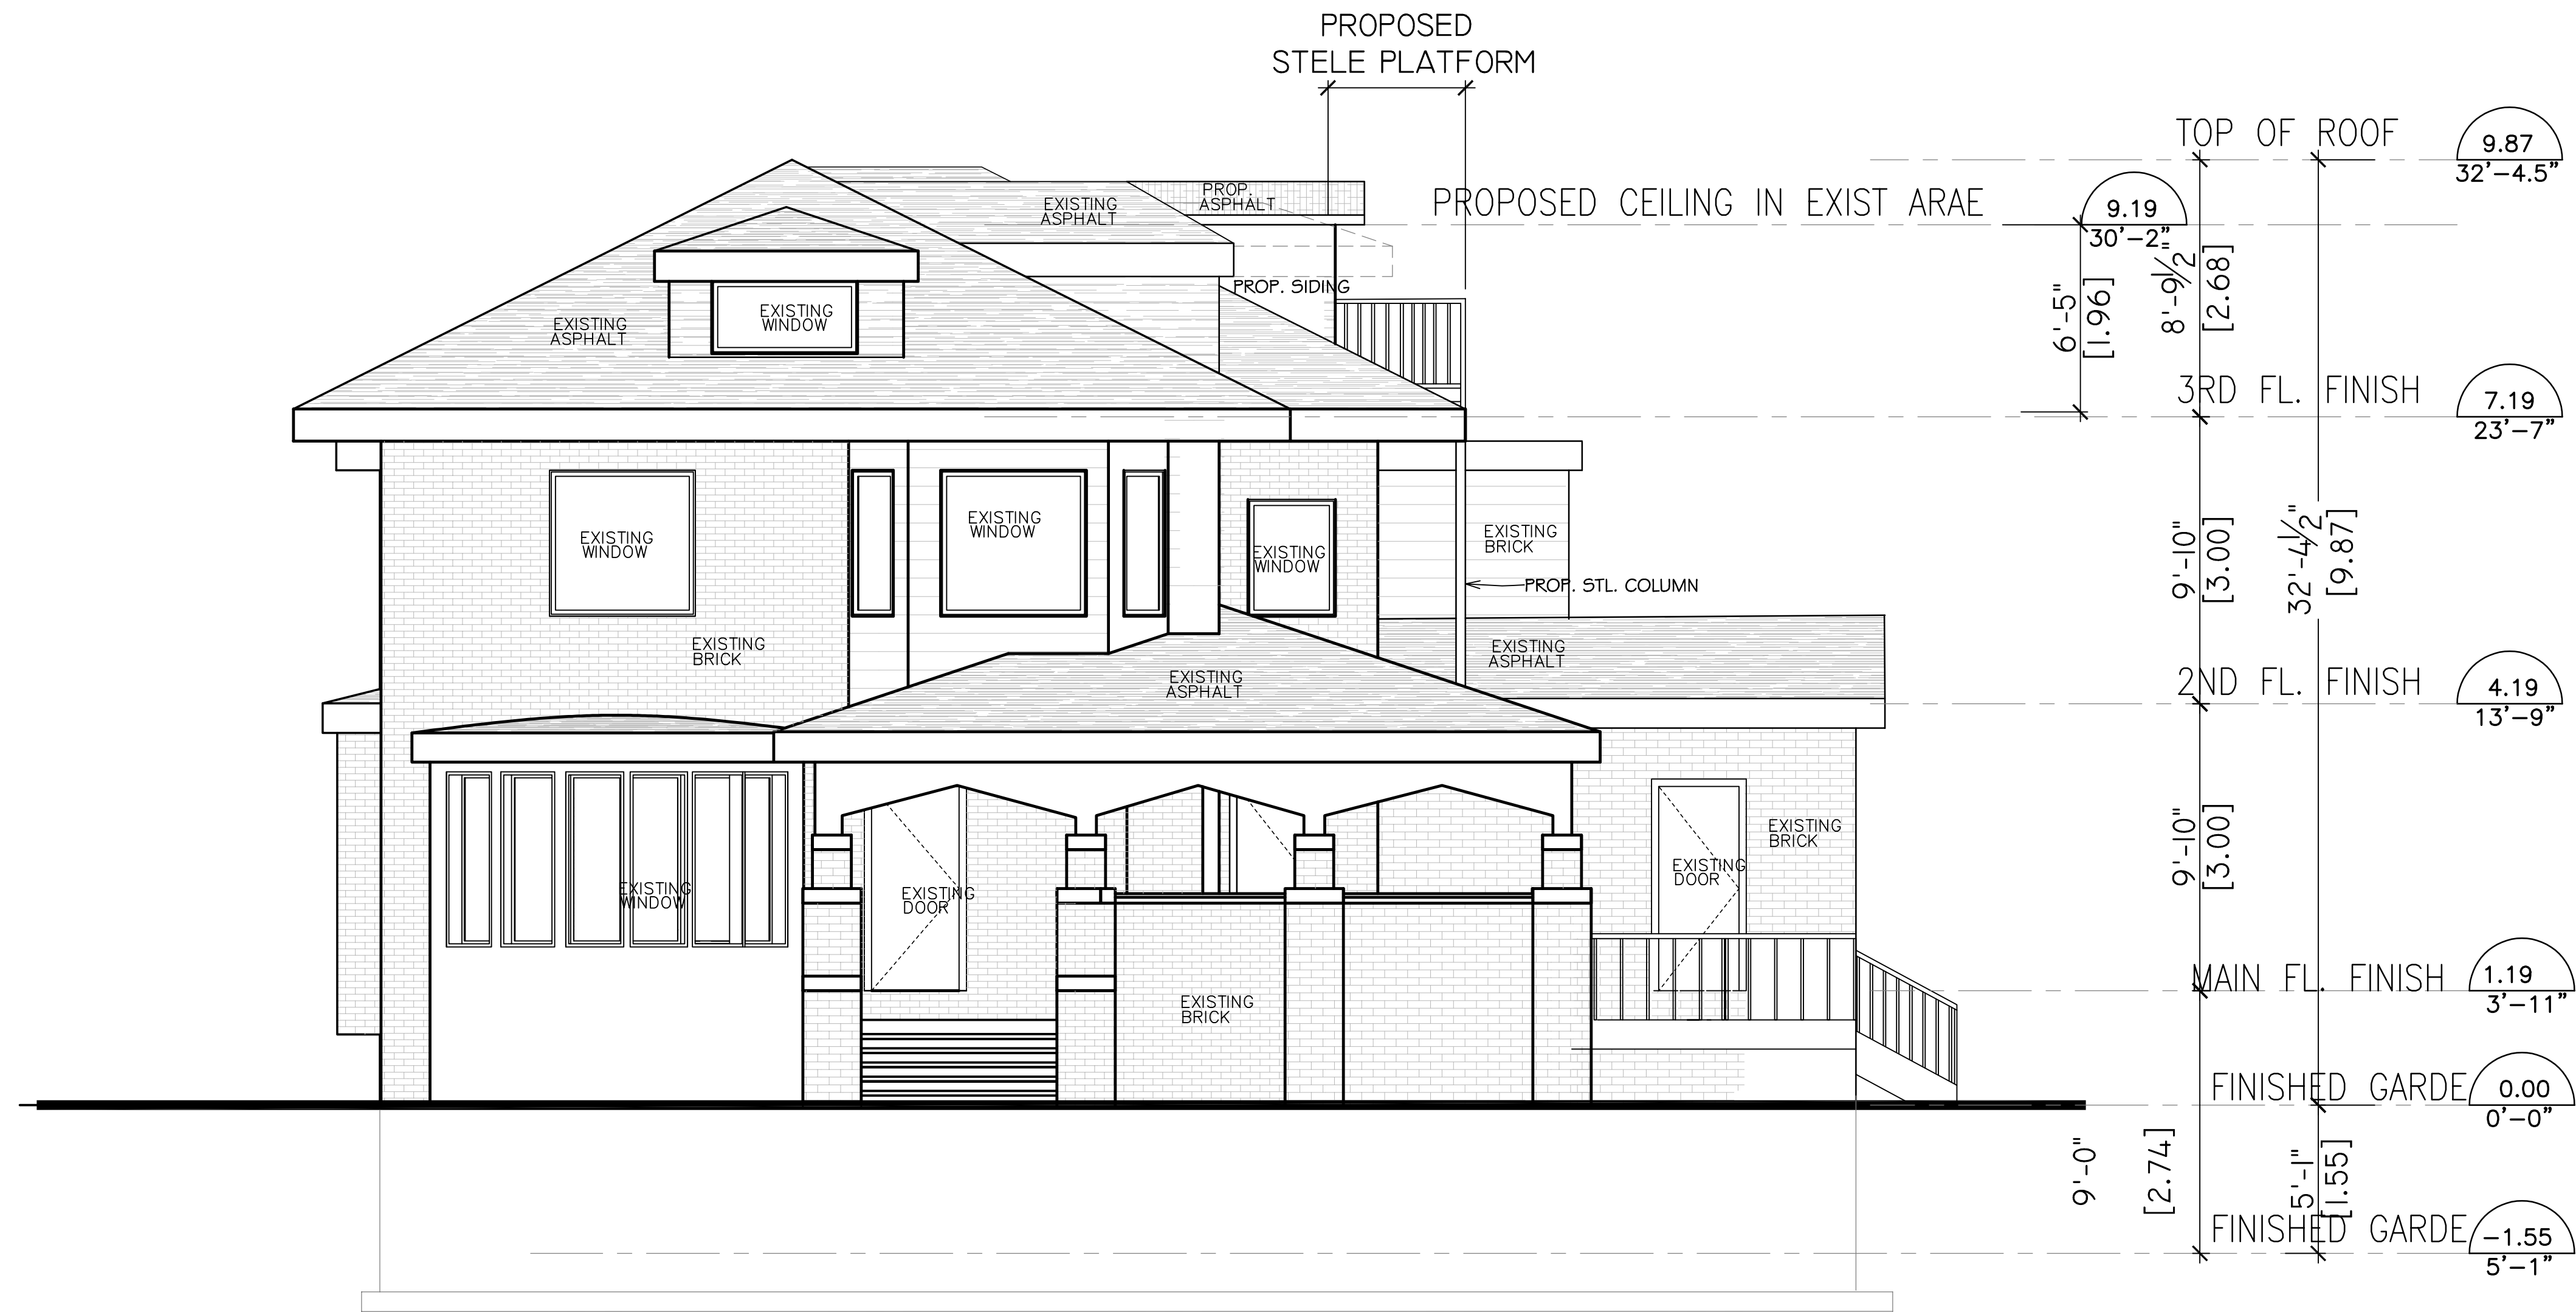 PROPOSED
STELE PLATFORM
TOP OF ROOF
9.87
32'-4.5"
PROP.
ASPHALT
EXISTING
ASPHALT
PROPOSED CEILING IN EXIST ARAE
9.19
30'-2"
8'-9½"
[2.68]
6'-5"
[1.96]
PROP. SIDING
EXISTING
WINDOW
EXISTING
ASPHALT
3RD FL. FINISH
7.19
23'-7"
EXISTING
WINDOW
EXISTING
WINDOW
EXISTING
WINDOW
EXISTING
BRICK
PROP. STL. COLUMN
9'-10"
[3.00]
32'-4½"
[9.87]
EXISTING
BRICK
EXISTING
ASPHALT
EXISTING
ASPHALT
2ND FL. FINISH
4.19
13'-9"
EXISTING
WINDOW
EXISTING
DOOR
EXISTING
DOOR
EXISTING
BRICK
9'-10"
[3.00]
EXISTING
BRICK
MAIN FL. FINISH
1.19
3'-11"
FINISHED GARDE
0.00
0'-0"
9'-0"
[2.74]
5'-1"
[1.55]
FINISHED GARDE
-1.55
5'-1"